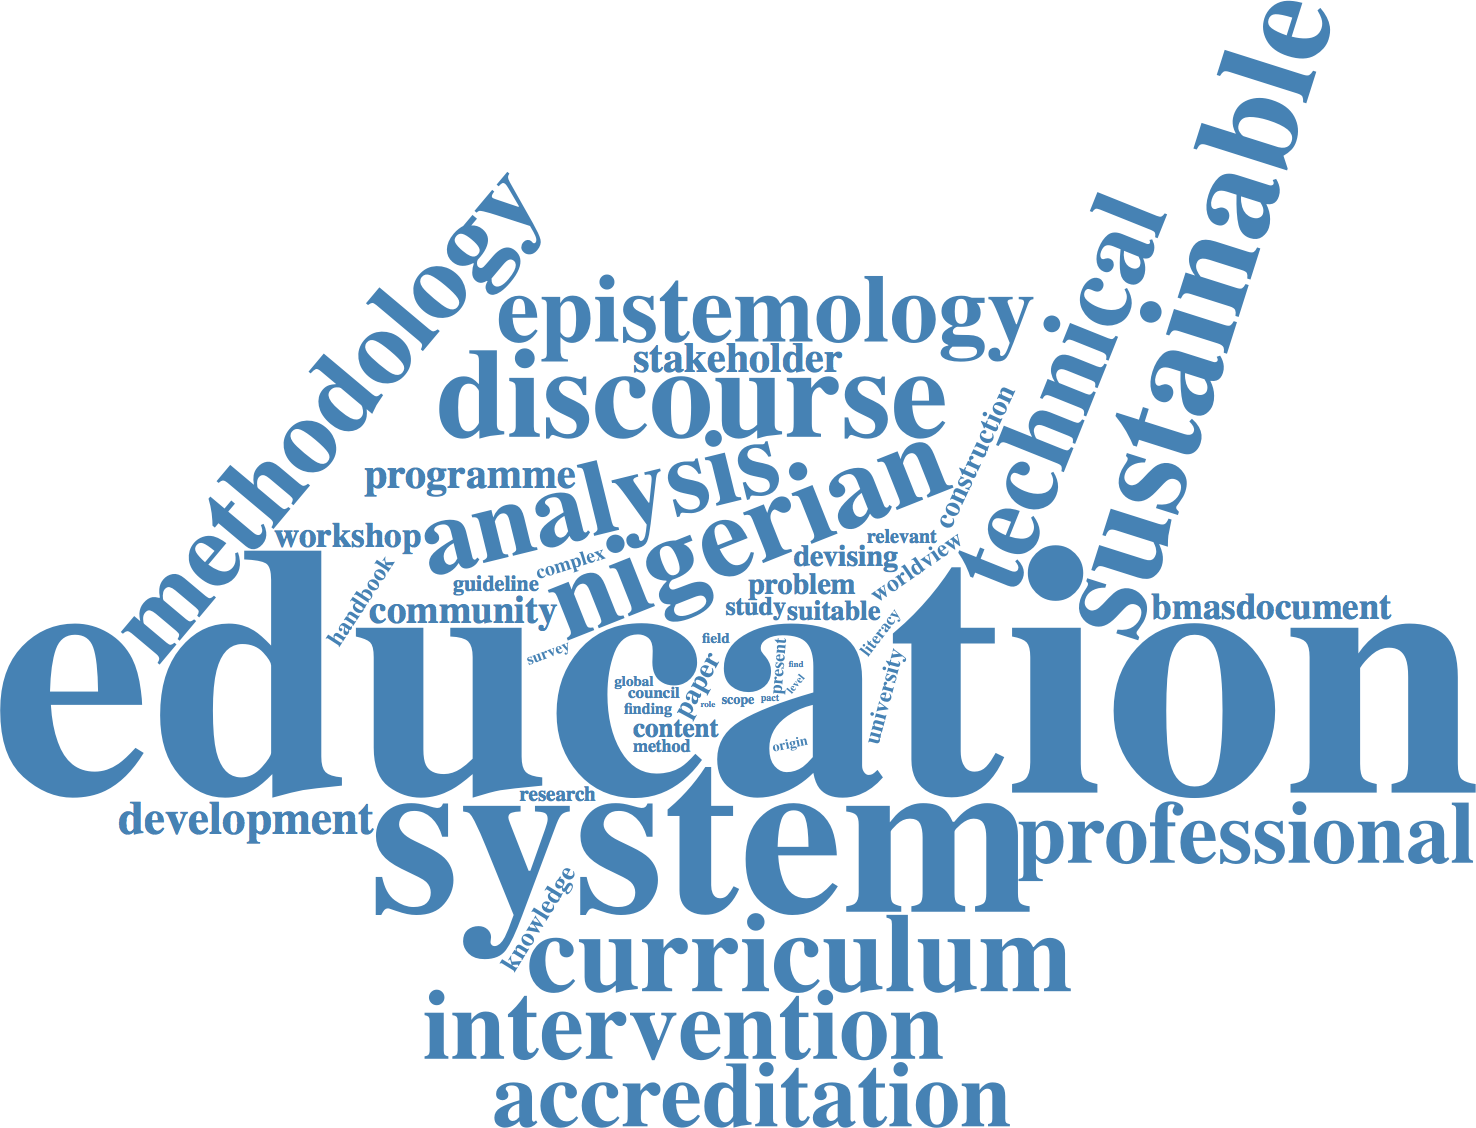 sustainable
methodology
technical
epistemology
stakeholder
discourse
construction
analysis
nigerian
programme
workshop
relevant
devising
worldview
complex
handbook
guideline
problem
community
study
suitable
bmasdocument
literacy
education
survey
field
university
present
find
paper
global
level
council
role
scope
pact
finding
content
method
origin
research
development
system
professional
knowledge
curriculum
intervention
accreditation